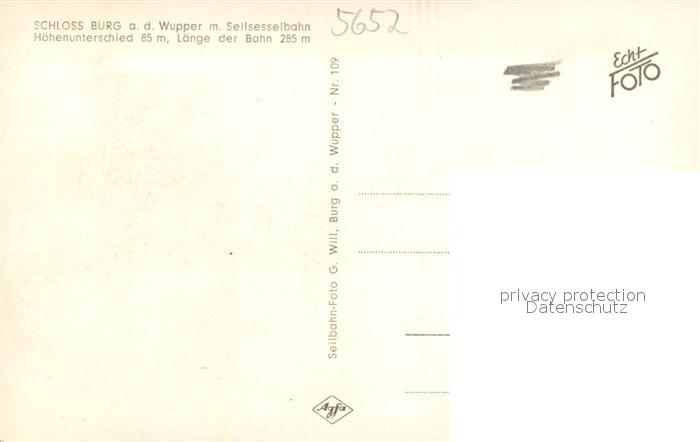 SCHLOSS BURG a. d. Wupper m. Seilsesselbahn
Höhenunterschied 85 m, Länge der Bahn 285 m
5652
Echt
FOTO
Seilbahn-Foto G. Will, Burg a. d. Wupper - Nr. 109
privacy protection
Datenschutz
Agfa